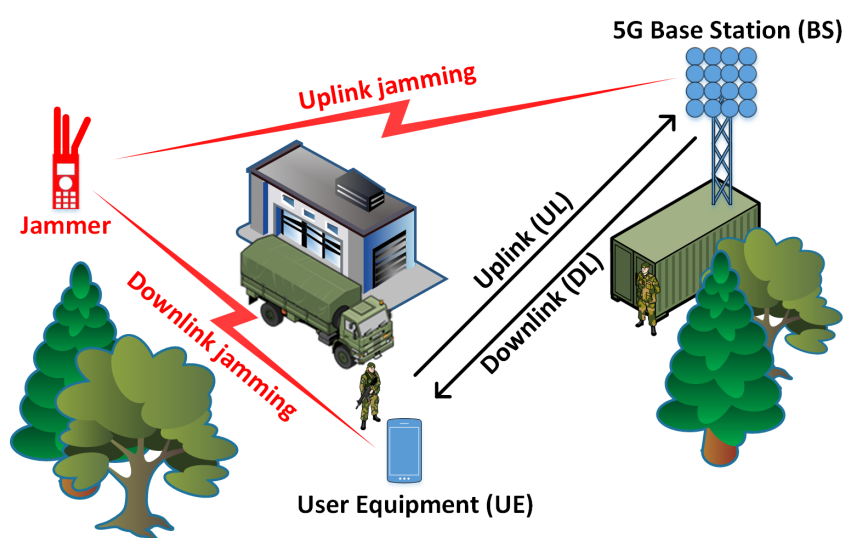 5G Base Station (BS)
Uplink jamming
Jammer
Uplink (UL)
Downlink (DL)
Downlink jamming
User Equipment (UE)